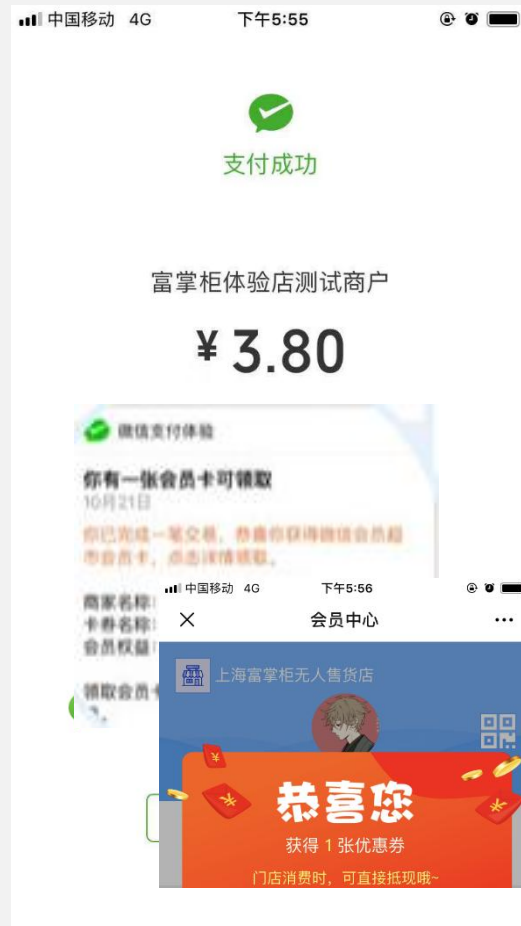 中国移动 4G 下午5:55
支付成功
富掌柜体验店测试商户
¥ 3.80
微信支付体验
你有一张会员卡可领取
10月21日
你已完成一笔交易，恭喜你获得微信会员超
市会员卡，点击详情领取。
商家名称:
卡券名称:
会员权益:
领取会员卡
中国移动 4G 下午5:56
会员中心
上海富掌柜无人售货店
恭喜您
获得 1 张优惠券
门店消费时，可直接抵现哦~